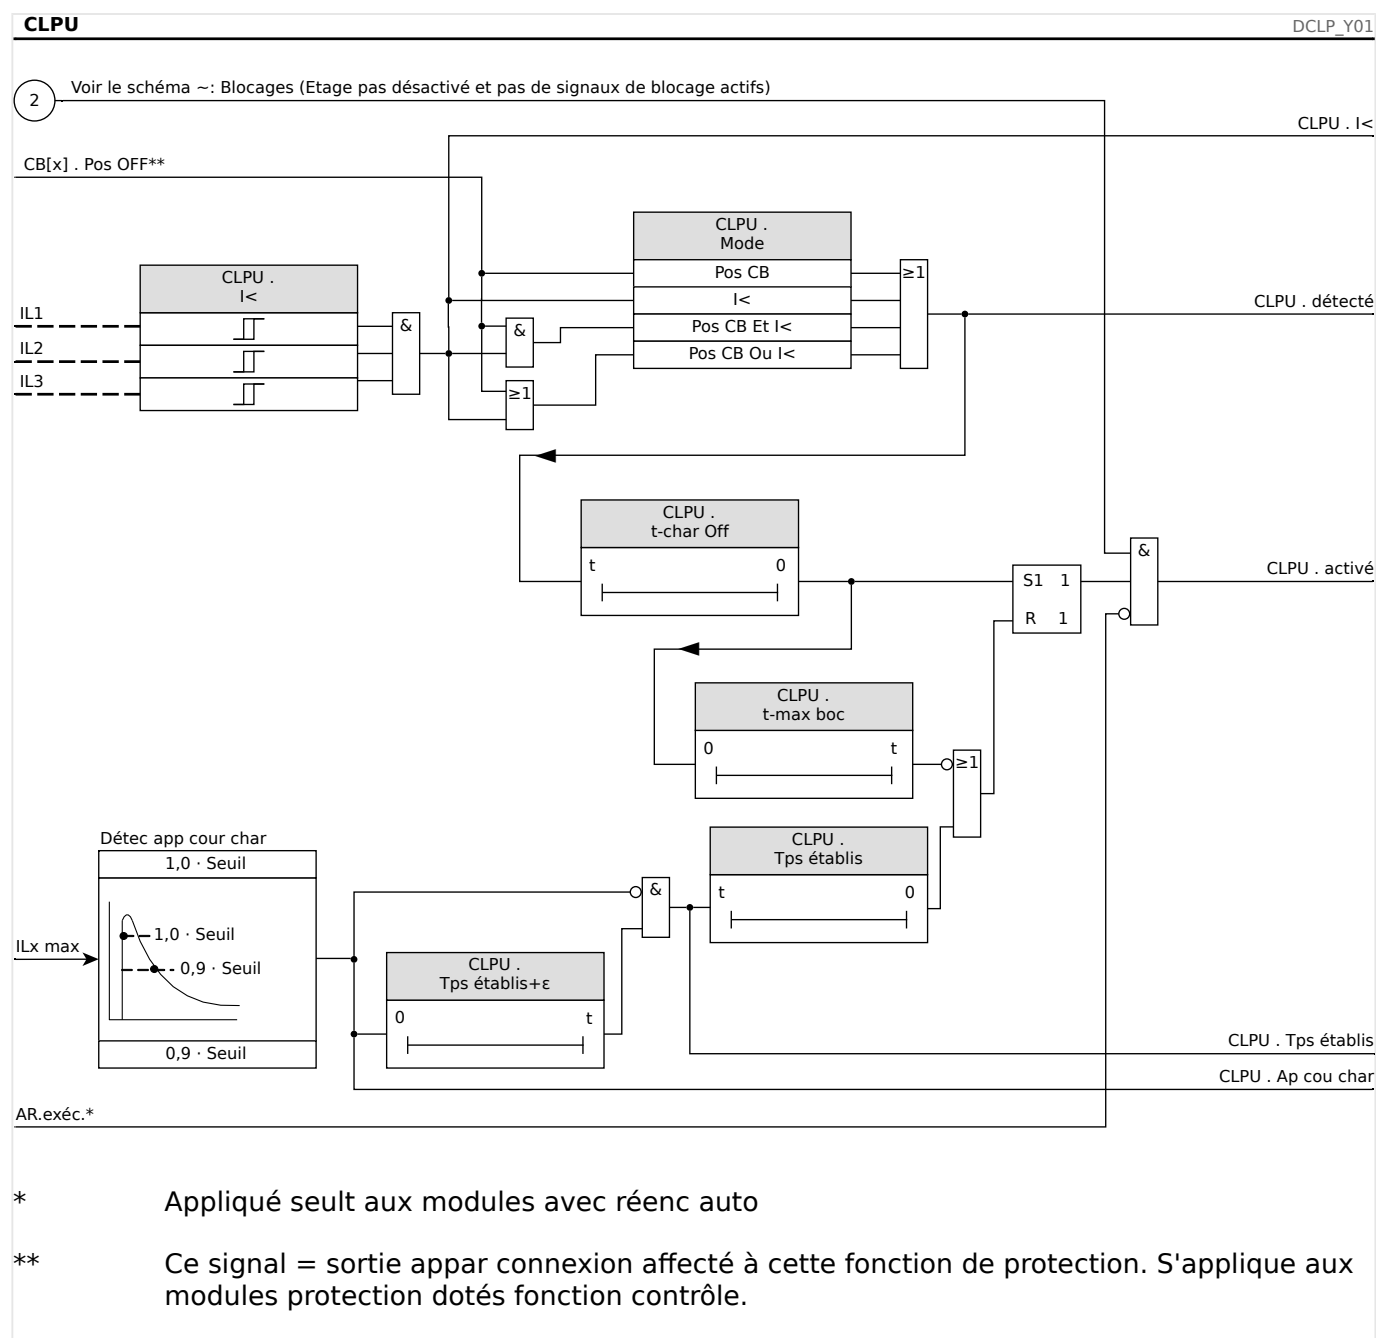 CLPU
DCLP_Y01
2
Voir le schéma ~: Blocages (Etage pas désactivé et pas de signaux de blocage actifs)
CLPU . I<
CB[x] . Pos OFF**
CLPU .
Mode
Pos CB
I<
Pos CB Et I<
Pos CB Ou I<
≥1
CLPU . détecté
CLPU .
I<
IL1
IL2
IL3
&
&
≥1
CLPU .
t-char Off
t
0
S1 1
R 1
&
CLPU . activé
CLPU .
t-max boc
0
t
≥1
Détec app cour char
1,0 · Seuil
1,0 · Seuil
0,9 · Seuil
0,9 · Seuil
ILx max
CLPU .
Tps établis
t
0
&
CLPU .
Tps établis+ε
0
t
CLPU . Tps établis
CLPU . Ap cou char
AR.exéc.*
* Appliqué seult aux modules avec réenc auto
** Ce signal = sortie appar connexion affecté à cette fonction de protection. S'applique aux
modules protection dotés fonction contrôle.